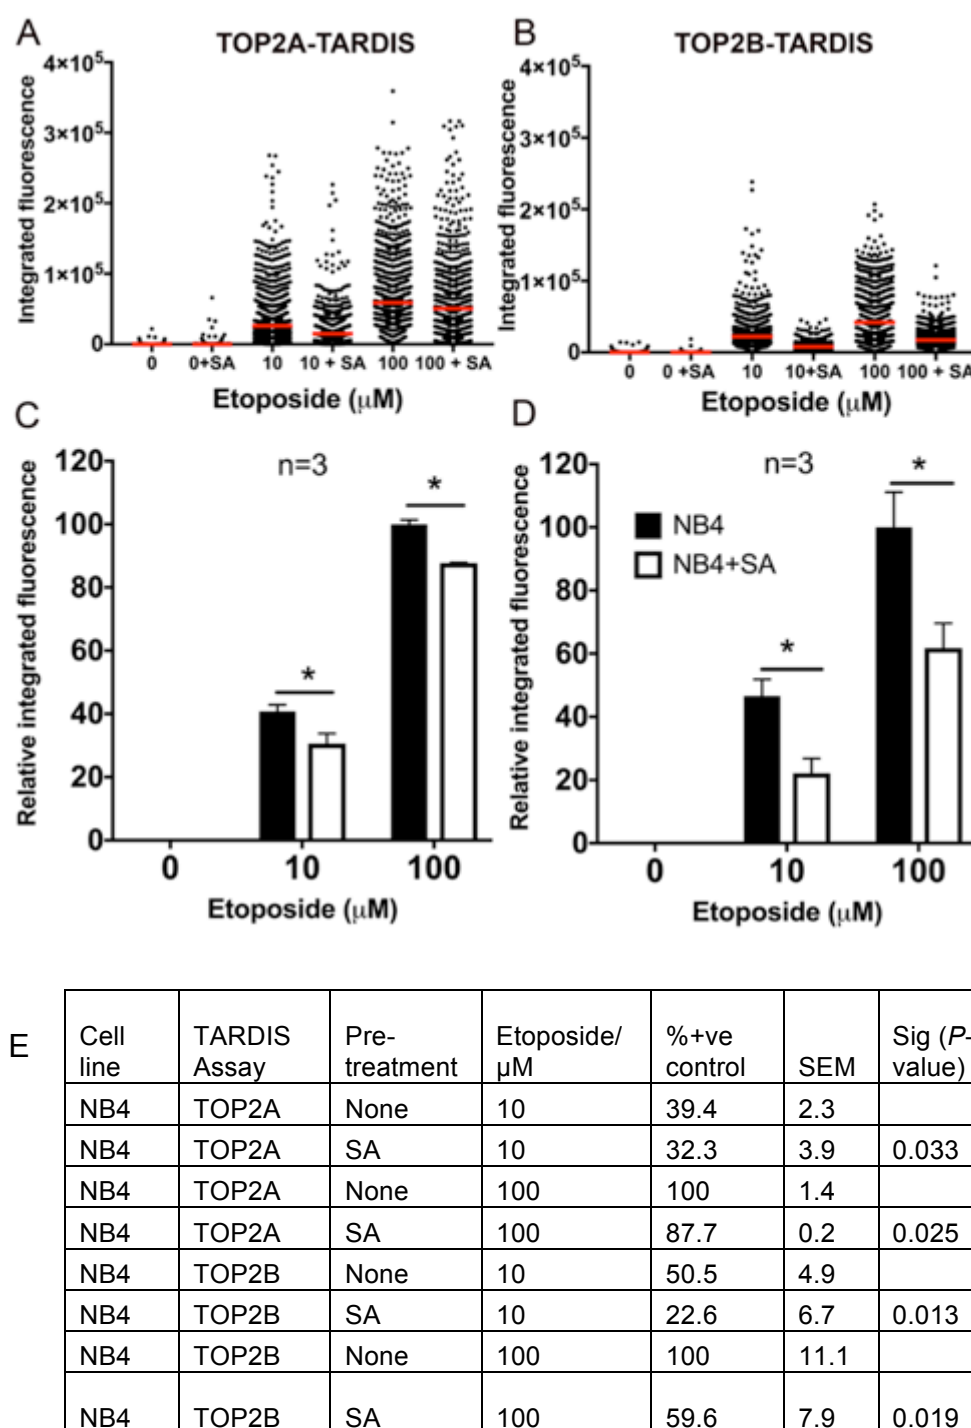 A
TOP2A-TARDIS
Integrated fluorescence
4×10⁵
3×10⁵
2×10⁵
1×10⁵
0
0 0+SA 10 10 + SA 100 100 + SA
Etoposide (µM)
B
TOP2B-TARDIS
Integrated fluorescence
4×10⁵
3×10⁵
2×10⁵
1×10⁵
0
0 0 +SA 10 10+SA 100 100 + SA
Etoposide (µM)
C
n=3
Relative integrated fluorescence
120
100
80
60
40
20
0
*
*
0 10 100
Etoposide (µM)
D
n=3
NB4
NB4+SA
Relative integrated fluorescence
120
100
80
60
40
20
0
*
*
0 10 100
Etoposide (µM)
E
Cell line TARDIS Assay Pre-treatment Etoposide/ µM %+ve control SEM Sig (P-value)
NB4 TOP2A None 10 39.4 2.3
NB4 TOP2A SA 10 32.3 3.9 0.033
NB4 TOP2A None 100 100 1.4
NB4 TOP2A SA 100 87.7 0.2 0.025
NB4 TOP2B None 10 50.5 4.9
NB4 TOP2B SA 10 22.6 6.7 0.013
NB4 TOP2B None 100 100 11.1
NB4 TOP2B SA 100 59.6 7.9 0.019